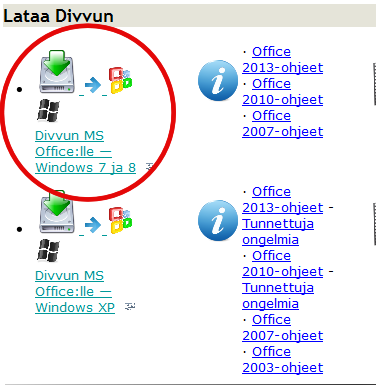 Lataa Divvun
Divvun MS
Office:lle —
Windows 7 ja 8
· Office
2013-ohjeet
· Office
2010-ohjeet
· Office
2007-ohjeet
Divvun MS
Office:lle —
Windows XP
· Office
2013-ohjeet -
Tunnettuja
ongelmia
· Office
2010-ohjeet -
Tunnettuja
ongelmia
· Office
2007-ohjeet
· Office
2003-ohjeet